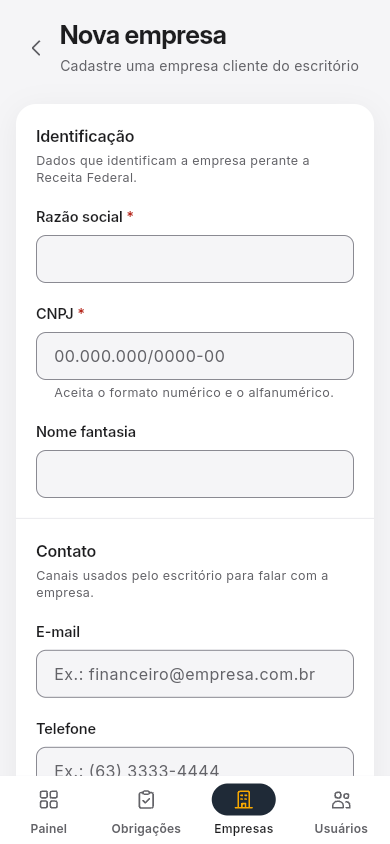 Nova empresa
Cadastre uma empresa cliente do escritório
Identificação
Dados que identificam a empresa perante a
Receita Federal.
Razão social *
CNPJ *
00.000.000/0000-00
Aceita o formato numérico e o alfanumérico.
Nome fantasia
Contato
Canais usados pelo escritório para falar com a
empresa.
E-mail
Ex.: financeiro@empresa.com.br
Telefone
Ex.: (63) 3333-4444
Painel
Obrigações
Empresas
Usuários